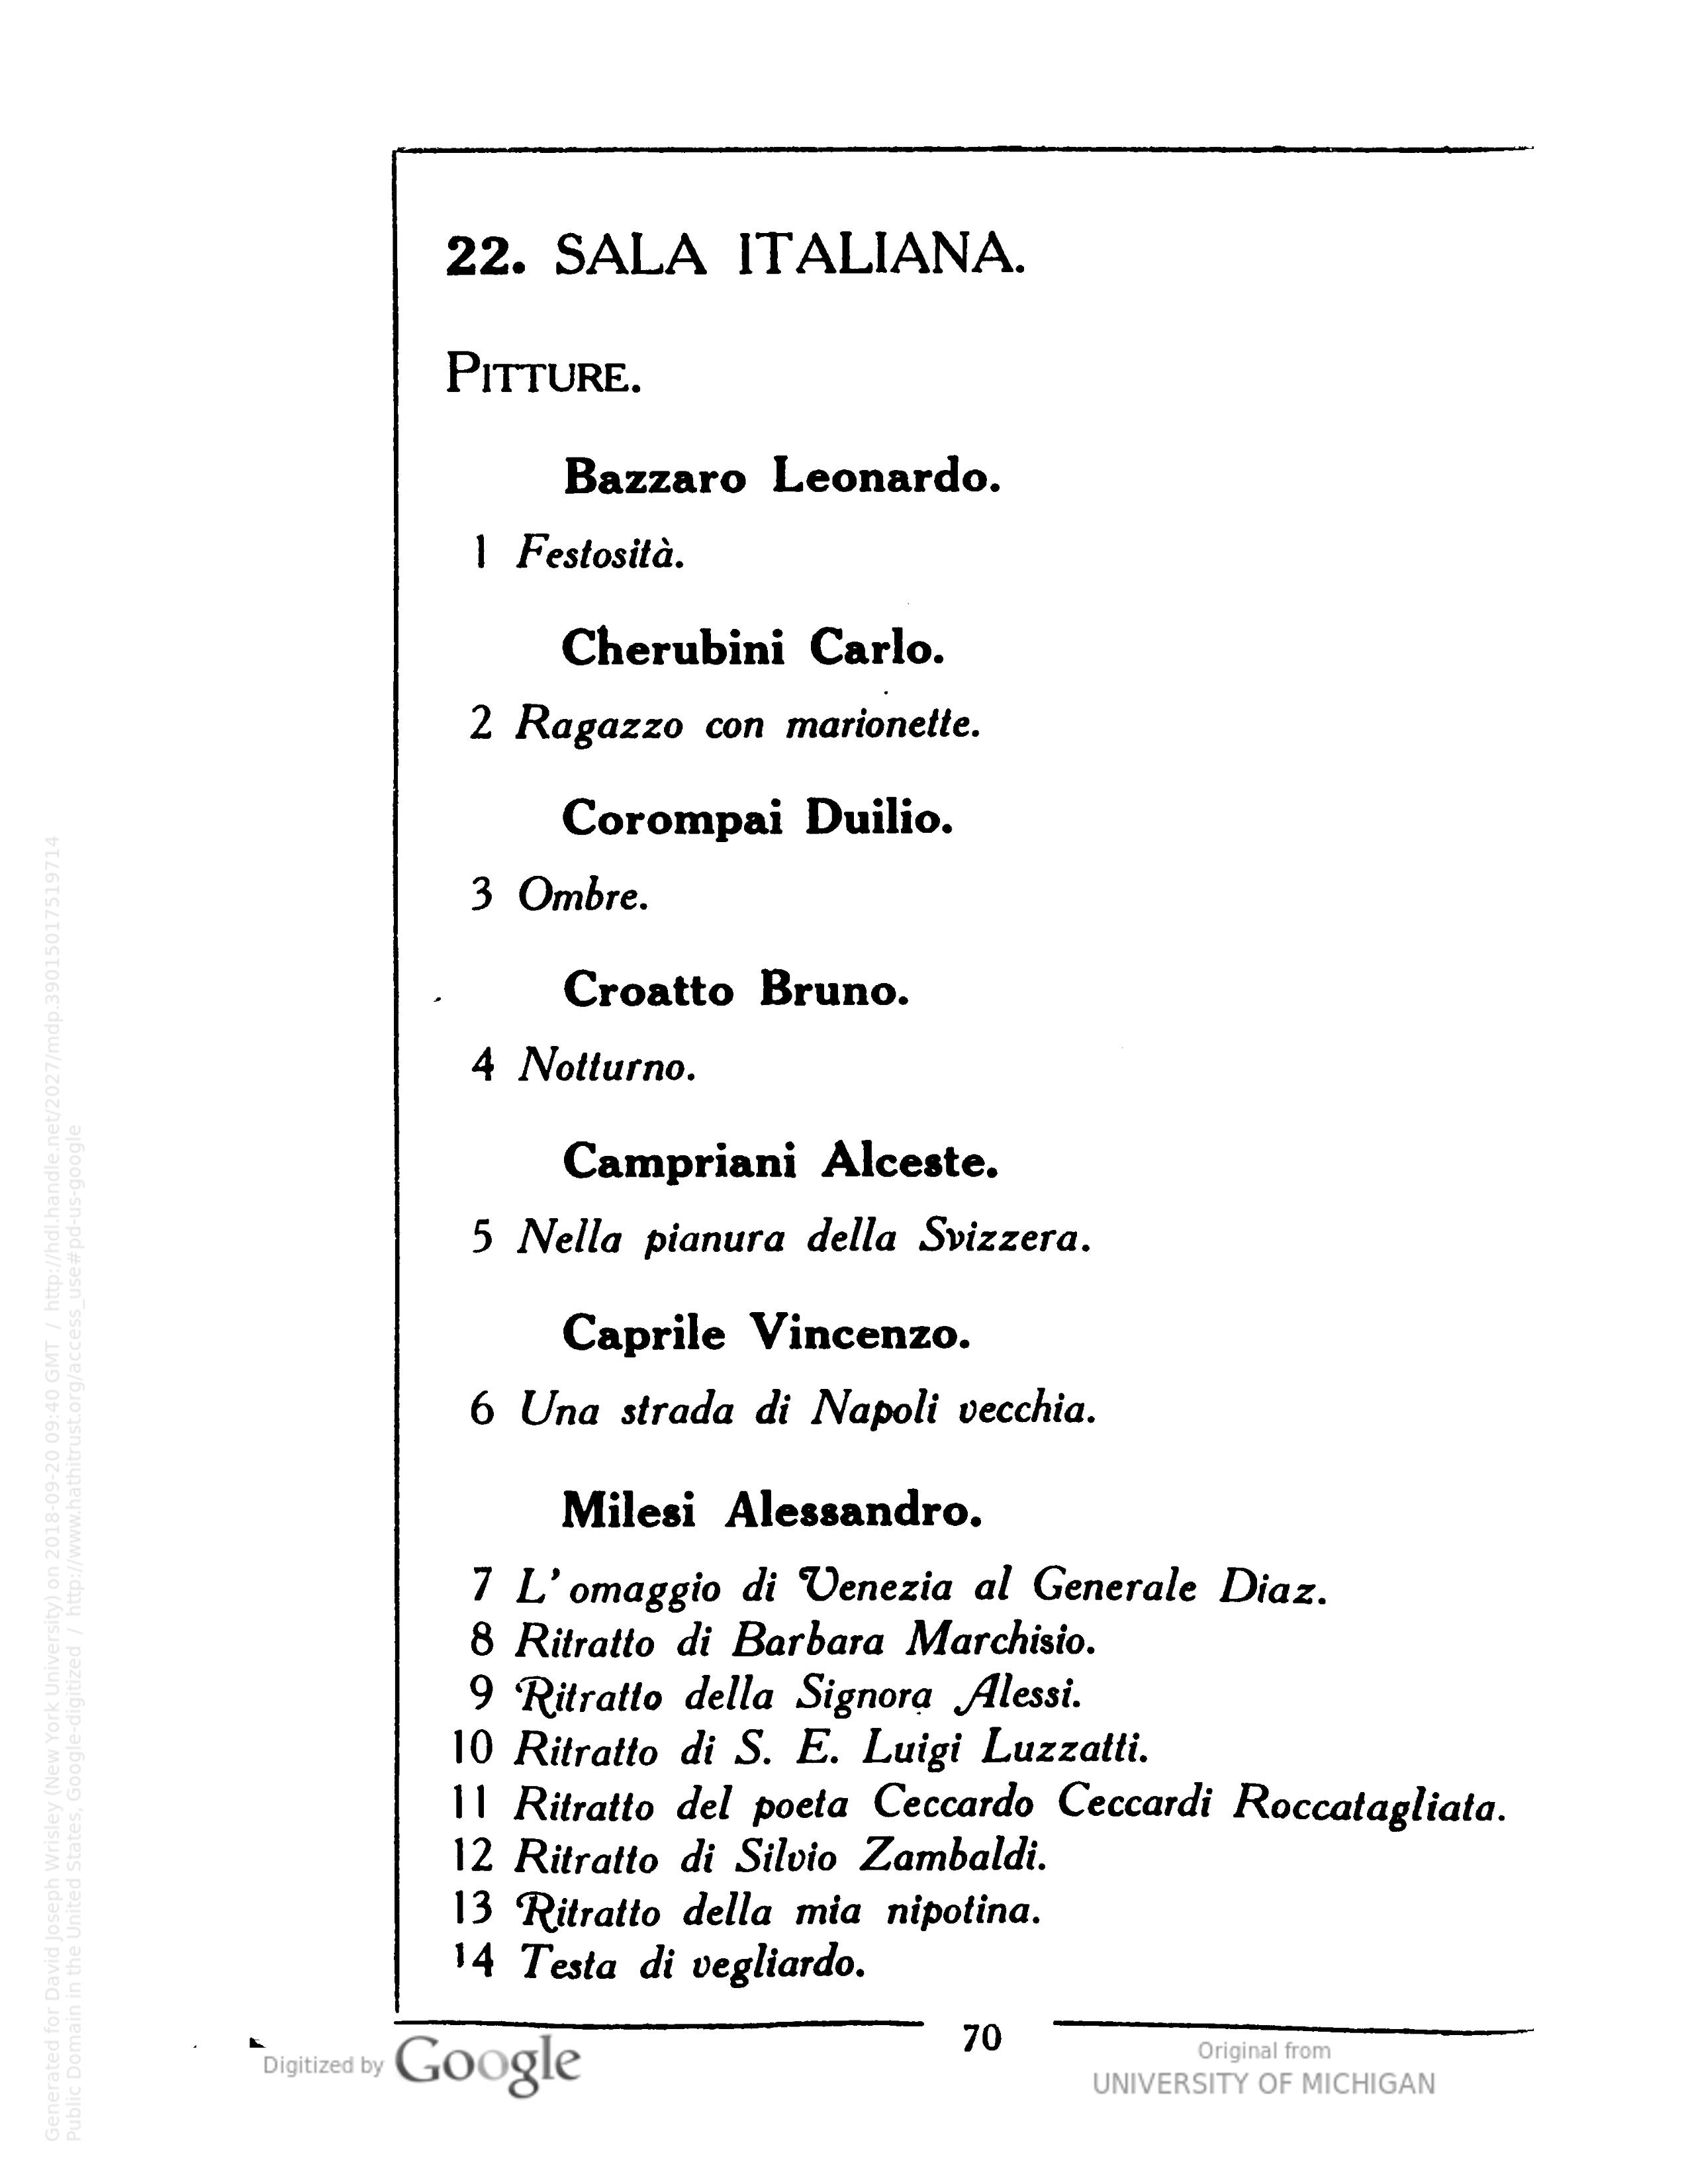 22. SALA ITALIANA.
PITTURE.
Bazzaro Leonardo.
1 Festosità.
Cherubini Carlo.
2 Ragazzo con marionette.
Corompai Duilio.
3 Ombre.
Croatto Bruno.
4 Notturno.
Campriani Alceste.
5 Nella pianura della Svizzera.
Caprile Vincenzo.
6 Una strada di Napoli vecchia.
Milesi Alessandro.
7 L' omaggio di Venezia al Generale Diaz.
8 Ritratto di Barbara Marchisio.
9 Ritratto della Signora Alessi.
10 Ritratto di S. E. Luigi Luzzatti.
11 Ritratto del poeta Ceccardo Ceccardi Roccatagliata.
12 Ritratto di Silvio Zambaldi.
13 Ritratto della mia nipotina.
14 Testa di vegliardo.
70
Digitized by Google
Original from
UNIVERSITY OF MICHIGAN
Generated for David Joseph Wrisley (New York University) on 2018-09-20 09:40 GMT / http://hdl.handle.net/2027/mdp.39015017519714
Public Domain in the United States, Google-digitized / http://www.hathitrust.org/access_use#pd-us-google